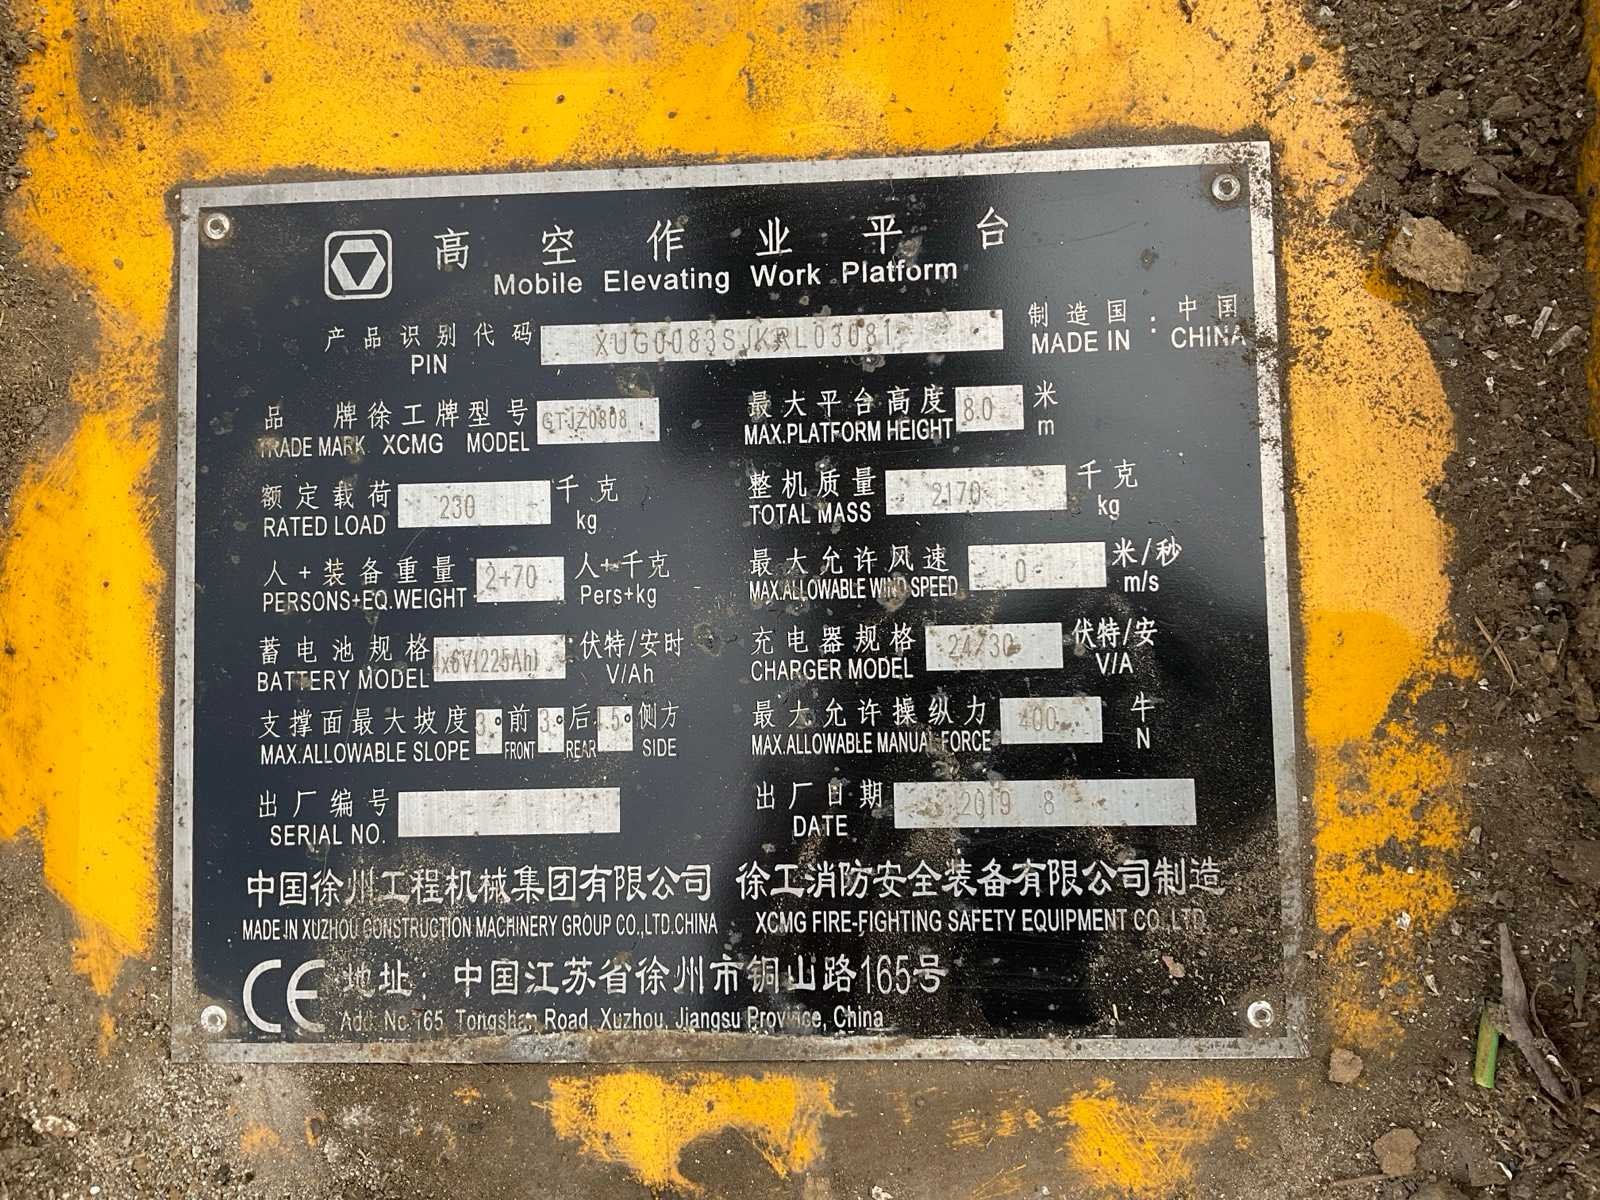 高空作业平台
Mobile Elevating Work Platform
产品识别代码 制造国：中国
PIN MADE IN CHINA
品牌徐工牌型号 GTJZ0808 最大平台高度 8.0 米
TRADE MARK XCMG MODEL MAX.PLATFORM HEIGHT m
额定载荷 230 千克 整机质量 2170 千克
RATED LOAD kg TOTAL MASS kg
人+装备重量 2+70 人+千克 最大允许风速 0 米/秒
PERSONS+EQ.WEIGHT Pers+kg MAX.ALLOWABLE WIND SPEED m/s
蓄电池规格 4x6V(225Ah) 伏特/安时 充电器规格 24/30 伏特/安
BATTERY MODEL V/Ah CHARGER MODEL V/A
支撑面最大坡度 3° 前 3° 后 1.5° 侧方 最大允许操纵力 400 牛
MAX.ALLOWABLE SLOPE FRONT REAR SIDE MAX.ALLOWABLE MANUAL FORCE N
出厂编号 出厂日期 2019 8
SERIAL NO. DATE
中国徐州工程机械集团有限公司 徐工消防安全装备有限公司制造
MADE IN XUZHOU CONSTRUCTION MACHINERY GROUP CO.,LTD.CHINA XCMG FIRE-FIGHTING SAFETY EQUIPMENT CO.,LTD.
CE 地址：中国江苏省徐州市铜山路165号
Add: No.165 Tongshan Road, Xuzhou, Jiangsu Province, China